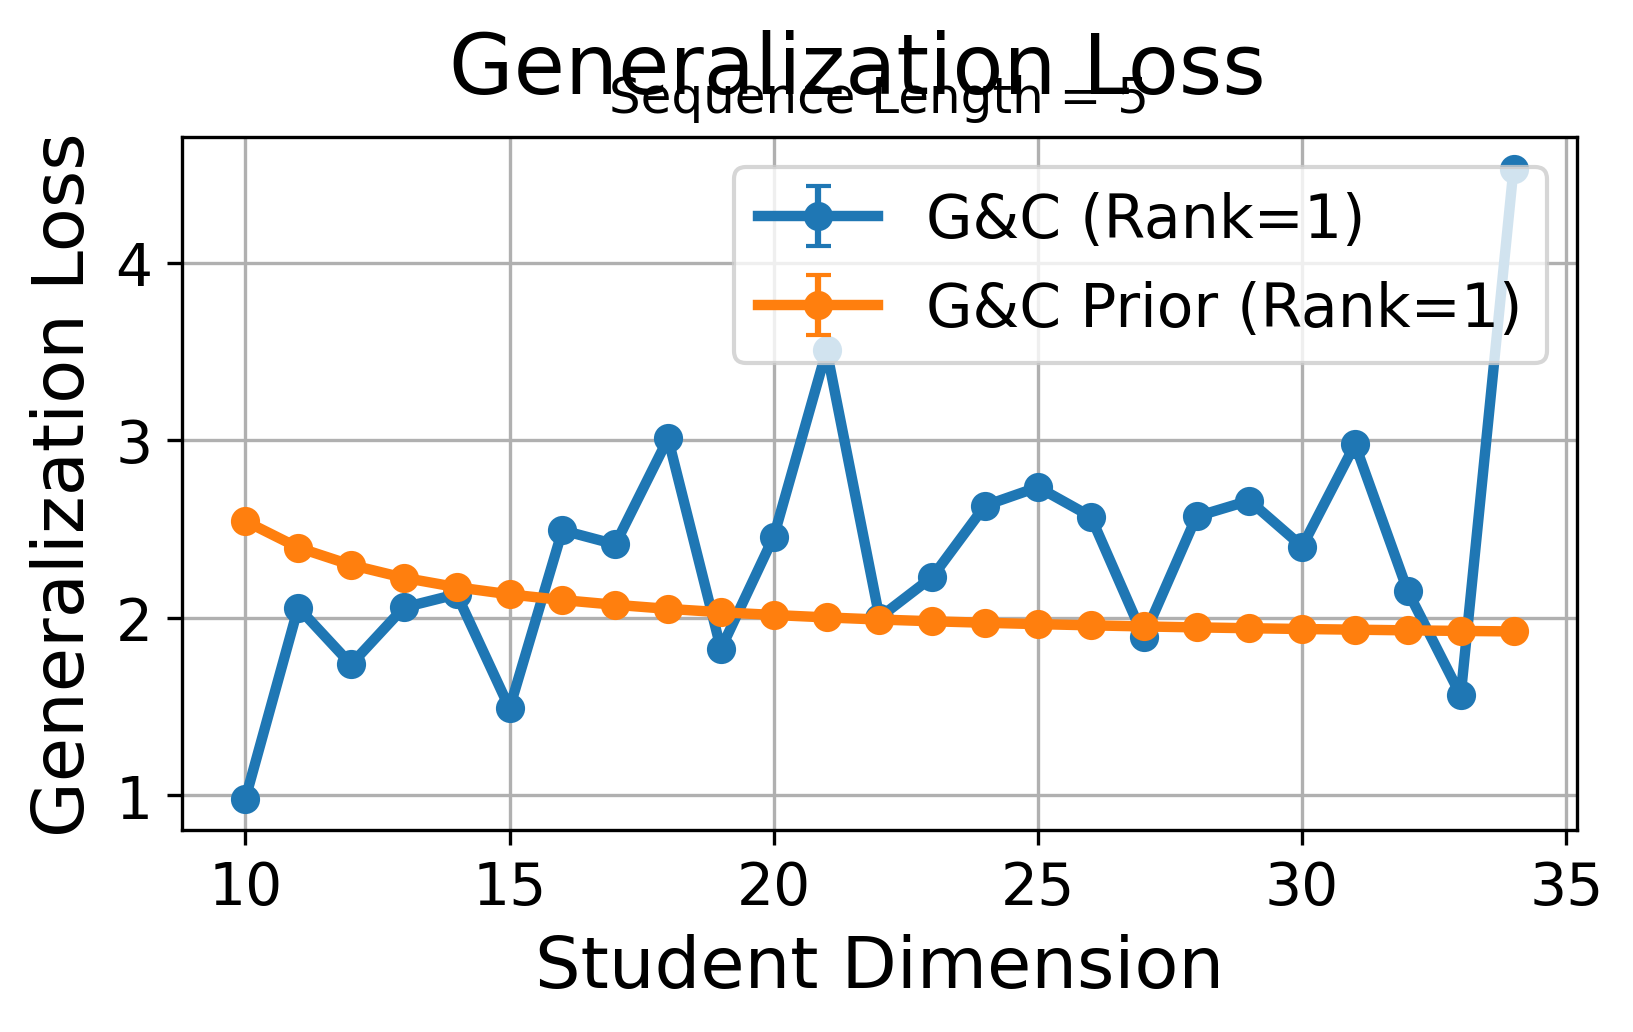 Generalization Loss
Sequence Length = 5
Generalization Loss
4
3
2
1
G&C (Rank=1)
G&C Prior (Rank=1)
10 15 20 25 30 35
Student Dimension